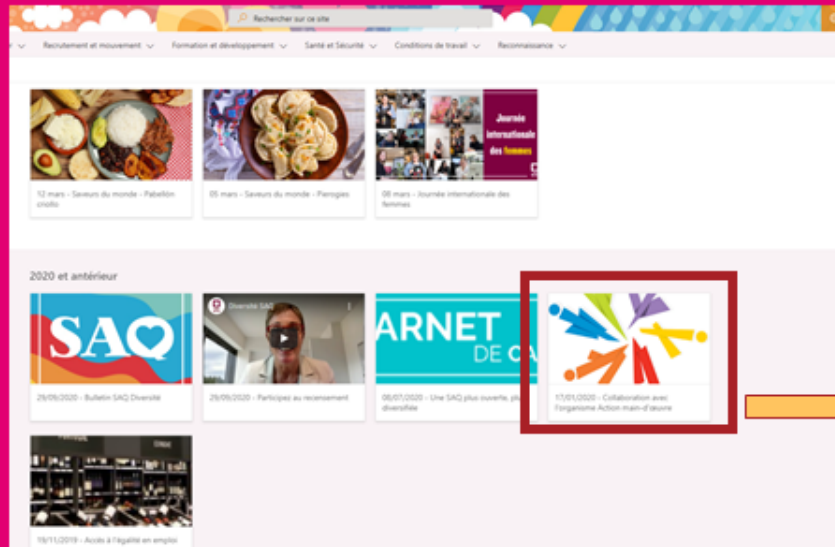 Rechercher sur ce site
Recrutement et mouvement
Formation et développement
Santé et Sécurité
Conditions de travail
Reconnaissance
Journée
internationale
des femmes
12 mars - Saveurs du monde - Pabellón
criollo
05 mars - Saveurs du monde - Pierogies
08 mars - Journée internationale des
femmes
2020 et antérieur
SAQ
Diversité SAQ
ARNET
DE CA
29/09/2020 - Bulletin SAQ Diversité
29/09/2020 - Participez au recensement
08/07/2020 - Une SAQ plus ouverte, plu
diversifiée
17/01/2020 - Collaboration avec
l'organisme Action main-d'œuvre
19/11/2019 - Accès à l'égalité en emploi